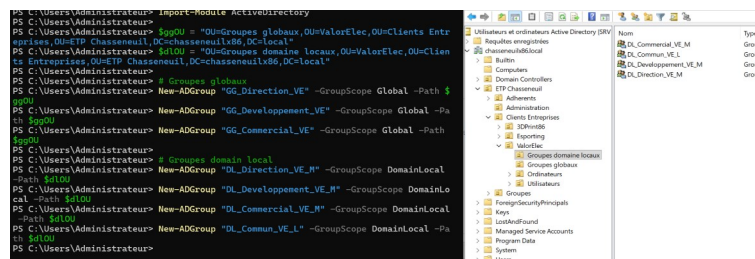 PS C:\Users\Administrateur> Import-Module ActiveDirectory
PS C:\Users\Administrateur> $ggOU = "OU=Groupes globaux,OU=ValorElec,OU=Clients Entr
eprises,OU=ETP Chasseneuil,DC=chasseneuilx86,DC=local"
PS C:\Users\Administrateur> $dlOU = "OU=Groupes domaine locaux,OU=ValorElec,OU=Clien
ts Entreprises,OU=ETP Chasseneuil,DC=chasseneuilx86,DC=local"
PS C:\Users\Administrateur>
PS C:\Users\Administrateur> # Groupes globaux
PS C:\Users\Administrateur> New-ADGroup "GG_Direction_VE" -GroupScope Global -Path $
ggOU
PS C:\Users\Administrateur> New-ADGroup "GG_Developpement_VE" -GroupScope Global -Pa
th $ggOU
PS C:\Users\Administrateur> New-ADGroup "GG_Commercial_VE" -GroupScope Global -Path
$ggOU
PS C:\Users\Administrateur>
PS C:\Users\Administrateur> # Groupes domain local
PS C:\Users\Administrateur> New-ADGroup "DL_Direction_VE_M" -GroupScope DomainLocal
-Path $dlOU
PS C:\Users\Administrateur> New-ADGroup "DL_Developpement_VE_M" -GroupScope DomainLo
cal -Path $dlOU
PS C:\Users\Administrateur> New-ADGroup "DL_Commercial_VE_M" -GroupScope DomainLocal
-Path $dlOU
PS C:\Users\Administrateur> New-ADGroup "DL_Commun_VE_L" -GroupScope DomainLocal -Pa
th $dlOU
PS C:\Users\Administrateur>
Utilisateurs et ordinateurs Active Directory [SRV
Requêtes enregistrées
chasseneuilx86.local
Builtin
Computers
Domain Controllers
ETP Chasseneuil
Adherents
Administration
Clients Entreprises
3DPrint86
Esporting
ValorElec
Groupes domaine locaux
Groupes globaux
Ordinateurs
Utilisateurs
Groupes
ForeignSecurityPrincipals
Keys
LostAndFound
Managed Service Accounts
Program Data
System
Nom Type
DL_Commercial_VE_M Gro
DL_Commun_VE_L Gro
DL_Developpement_VE_M Gro
DL_Direction_VE_M Gro